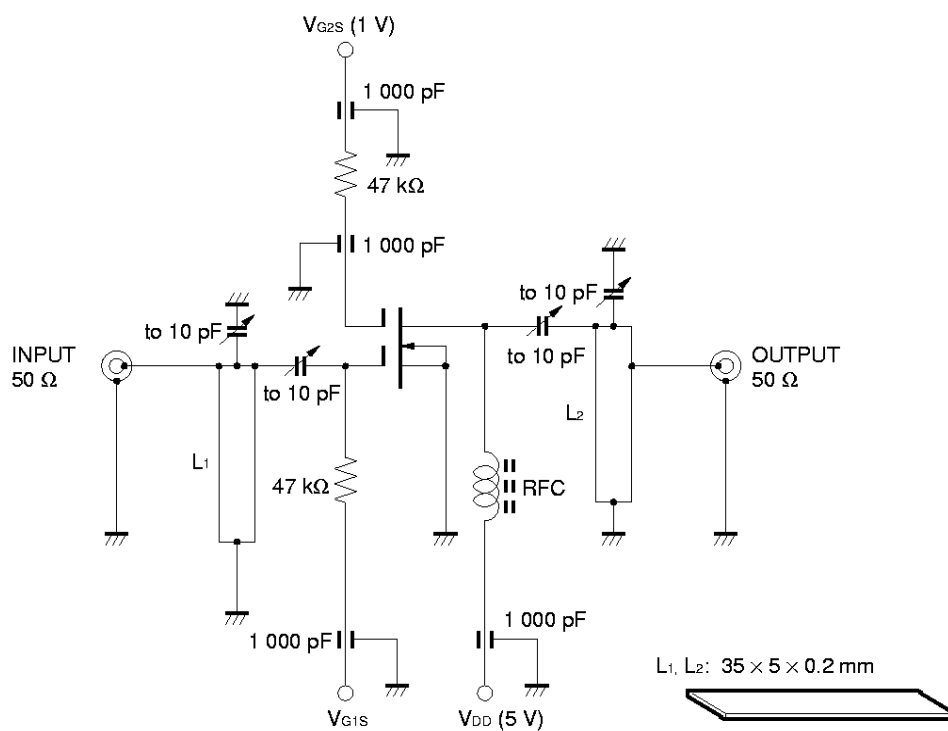 VG2S (1 V)
1 000 pF
47 kΩ
1 000 pF
to 10 pF
to 10 pF
INPUT
50 Ω
to 10 pF
to 10 pF
OUTPUT
50 Ω
L1
L2
47 kΩ
RFC
1 000 pF
1 000 pF
VG1S
VDD (5 V)
L1, L2: 35 × 5 × 0.2 mm